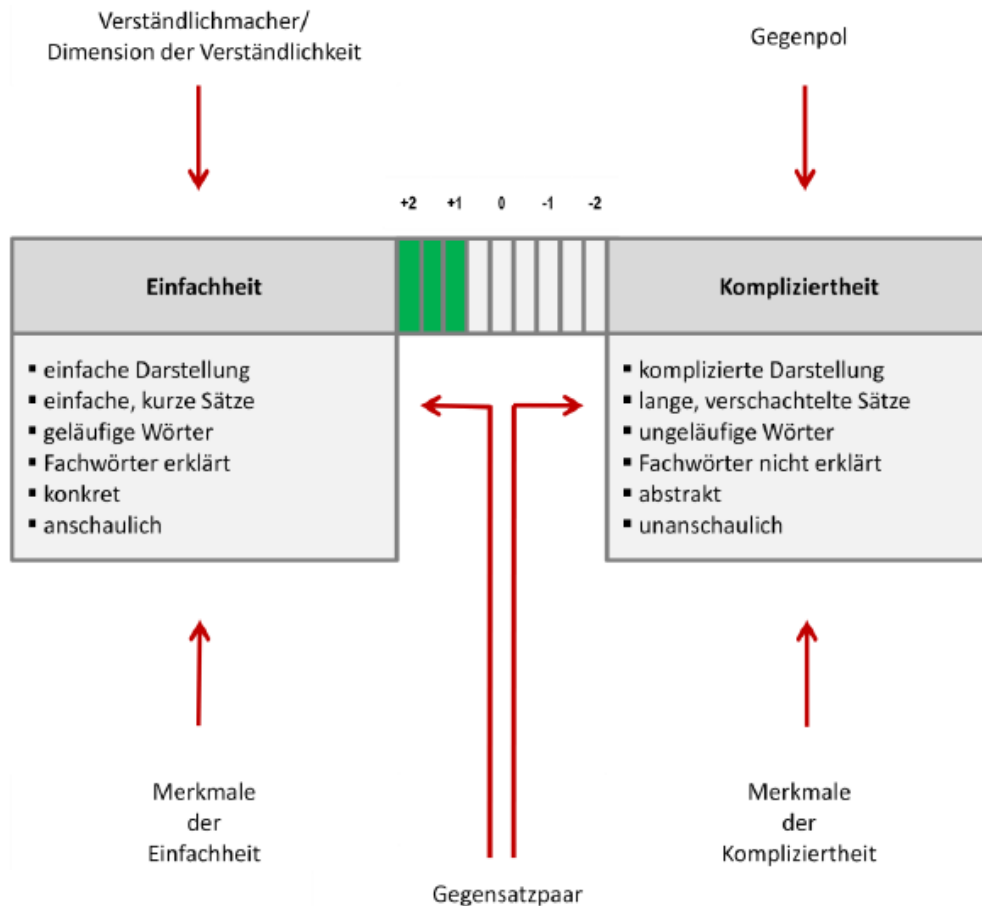 Verständlichmacher/
Dimension der Verständlichkeit
Gegenpol
+2 +1 0 -1 -2
Einfachheit
Kompliziertheit
▪ einfache Darstellung
▪ einfache, kurze Sätze
▪ geläufige Wörter
▪ Fachwörter erklärt
▪ konkret
▪ anschaulich
▪ komplizierte Darstellung
▪ lange, verschachtelte Sätze
▪ ungeläufige Wörter
▪ Fachwörter nicht erklärt
▪ abstrakt
▪ unanschaulich
Merkmale
der
Einfachheit
Merkmale
der
Kompliziertheit
Gegensatzpaar